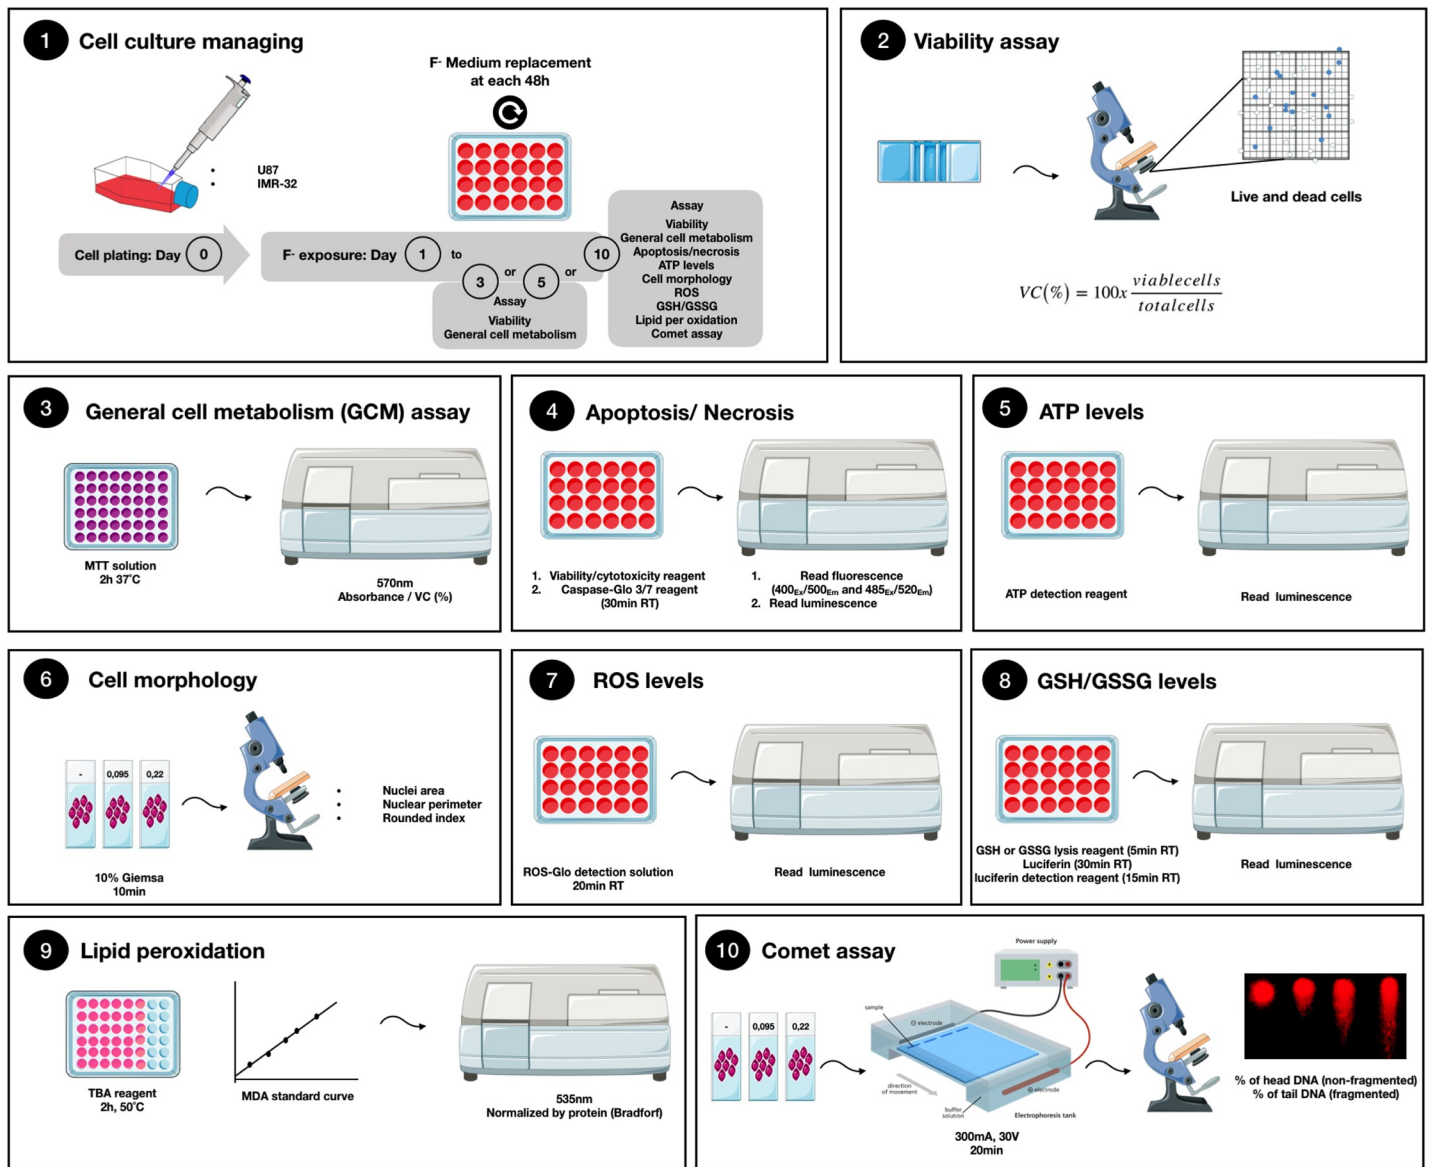 1 Cell culture managing
F- Medium replacement
at each 48h
• U87
• IMR-32
Cell plating: Day 0
F- exposure: Day 1 to
3 or 5 or 10
Assay
Viability
General cell metabolism
Assay
Viability
General cell metabolism
Apoptosis/necrosis
ATP levels
Cell morphology
ROS
GSH/GSSG
Lipid per oxidation
Comet assay
2 Viability assay
Live and dead cells
VC(%) = 100x viablecells
totalcells
3 General cell metabolism (GCM) assay
MTT solution
2h 37°C
570nm
Absorbance / VC (%)
4 Apoptosis/ Necrosis
1. Viability/cytotoxicity reagent
2. Caspase-Glo 3/7 reagent
(30min RT)
1. Read fluorescence
(400Ex/500Em and 485Ex/520Em)
2. Read luminescence
5 ATP levels
ATP detection reagent
Read luminescence
6 Cell morphology
- 0,095 0,22
10% Giemsa
10min
• Nuclei area
• Nuclear perimeter
• Rounded index
7 ROS levels
ROS-Glo detection solution
20min RT
Read luminescence
8 GSH/GSSG levels
GSH or GSSG lysis reagent (5min RT)
Luciferin (30min RT)
luciferin detection reagent (15min RT)
Read luminescence
9 Lipid peroxidation
TBA reagent
2h, 50°C
MDA standard curve
535nm
Normalized by protein (Bradforf)
10 Comet assay
- 0,095 0,22
Power supply
sample
⊖ electrode
direction
of movement
⊕ electrode
buffer
solution
Electrophoresis tank
300mA, 30V
20min
% of head DNA (non-fragmented)
% of tail DNA (fragmented)